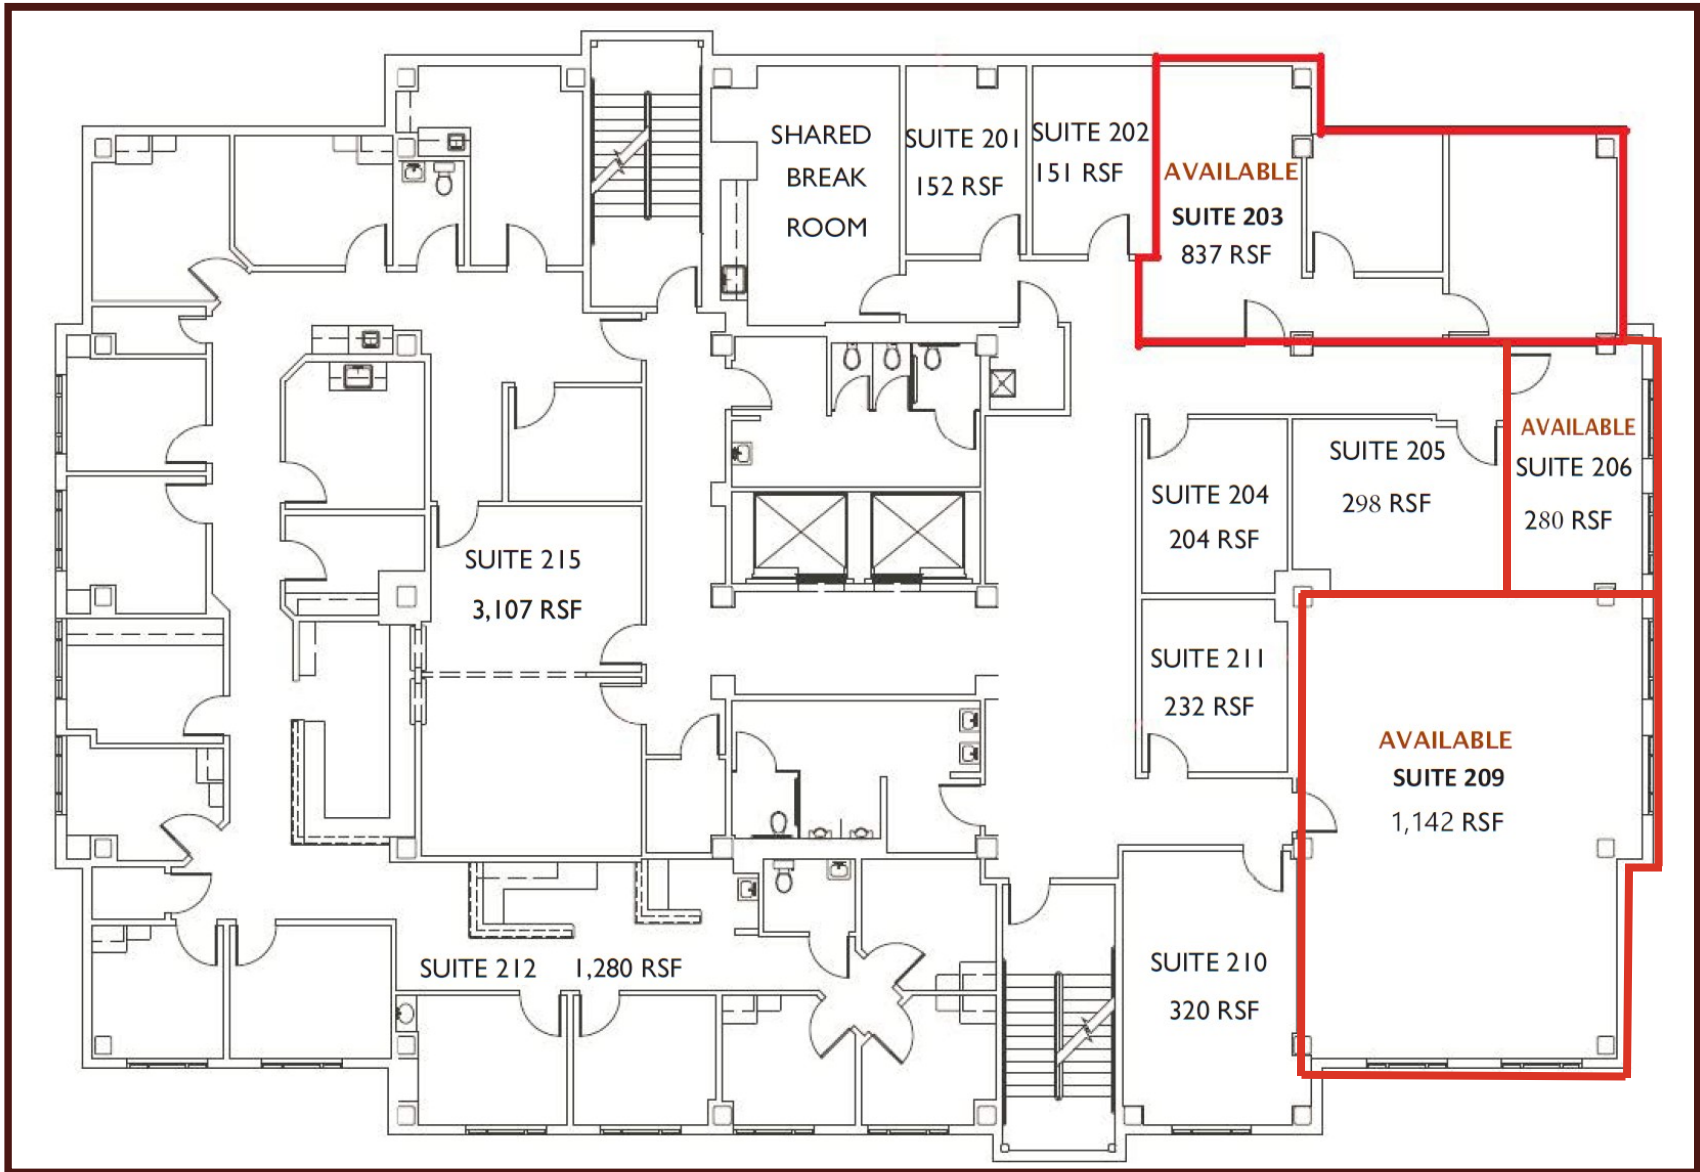 SHARED
BREAK
ROOM
SUITE 201
152 RSF
SUITE 202
151 RSF
AVAILABLE
SUITE 203
837 RSF
SUITE 204
204 RSF
SUITE 205
298 RSF
AVAILABLE
SUITE 206
280 RSF
SUITE 215
3,107 RSF
SUITE 211
232 RSF
AVAILABLE
SUITE 209
1,142 RSF
SUITE 212 1,280 RSF
SUITE 210
320 RSF